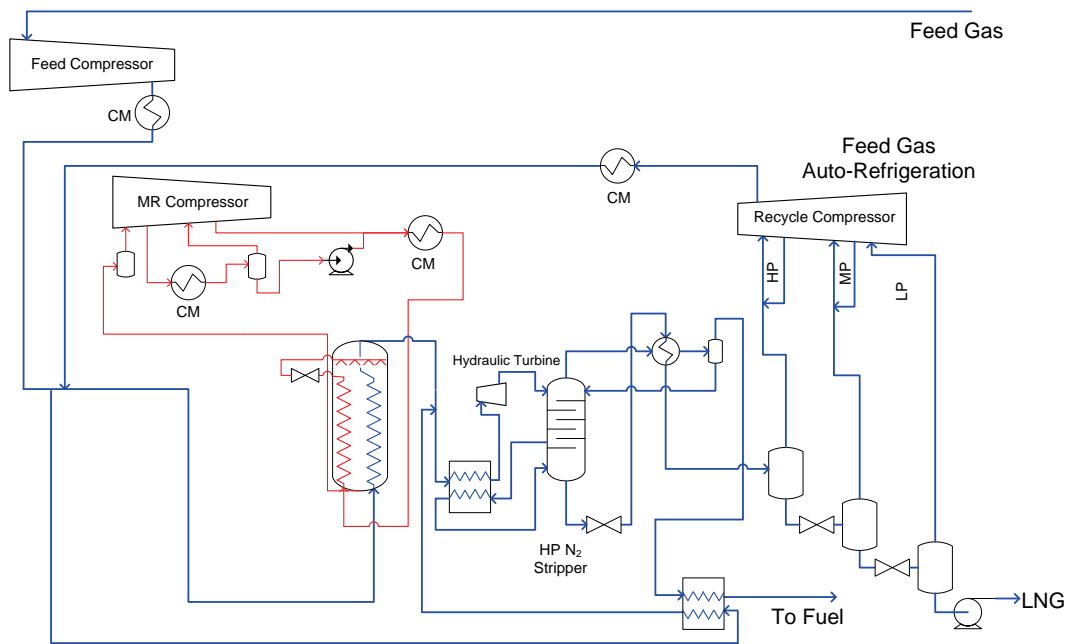 Feed Gas
Feed Compressor
CM
Feed Gas
Auto-Refrigeration
CM
MR Compressor
Recycle Compressor
CM
CM
HP
MP
LP
Hydraulic Turbine
HP N₂
Stripper
To Fuel
LNG